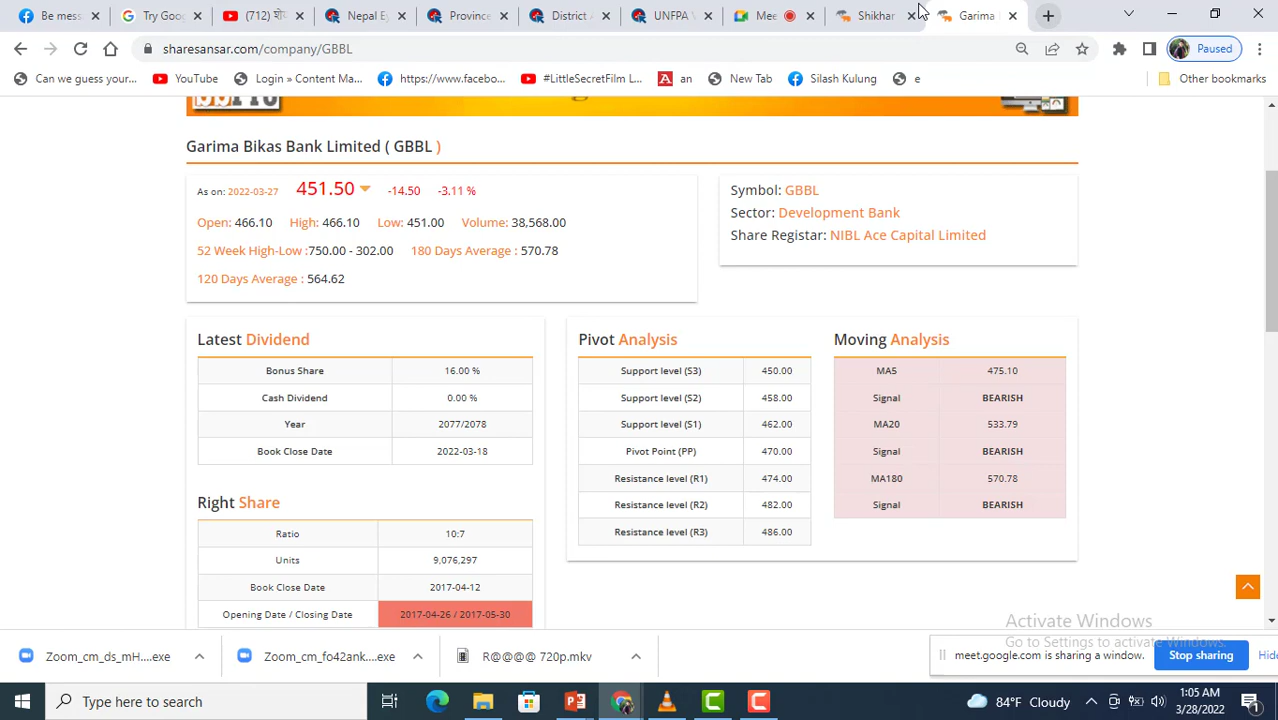 Be mess
Try Goog
(712)
Nepal Ey
Province
District A
UNFPA V
Mee
Shikhar
Garima
sharesansar.com/company/GBBL
Paused
Can we guess your...
YouTube
Login » Content Ma...
https://www.facebo...
#LittleSecretFilm L...
an
New Tab
Silash Kulung
e
Other bookmarks
Garima Bikas Bank Limited ( GBBL )
As on: 2022-03-27 451.50 -14.50 -3.11 %
Open: 466.10 High: 466.10 Low: 451.00 Volume: 38,568.00
52 Week High-Low :750.00 - 302.00 180 Days Average : 570.78
120 Days Average : 564.62
Symbol: GBBL
Sector: Development Bank
Share Registar: NIBL Ace Capital Limited
Latest Dividend
Bonus Share 16.00 %
Cash Dividend 0.00 %
Year 2077/2078
Book Close Date 2022-03-18
Right Share
Ratio 10:7
Units 9,076,297
Book Close Date 2017-04-12
Opening Date / Closing Date 2017-04-26 / 2017-05-30
Pivot Analysis
Support level (S3) 450.00
Support level (S2) 458.00
Support level (S1) 462.00
Pivot Point (PP) 470.00
Resistance level (R1) 474.00
Resistance level (R2) 482.00
Resistance level (R3) 486.00
Moving Analysis
MA5 475.10
Signal BEARISH
MA20 533.79
Signal BEARISH
MA180 570.78
Signal BEARISH
Activate Windows
Go to Settings to activate Windows.
Zoom_cm_ds_mH....exe
Zoom_cm_fo42ank....exe
R@@@@ 720p.mkv
meet.google.com is sharing a window.
Stop sharing
Hide
Type here to search
84°F Cloudy
1:05 AM
3/28/2022
1